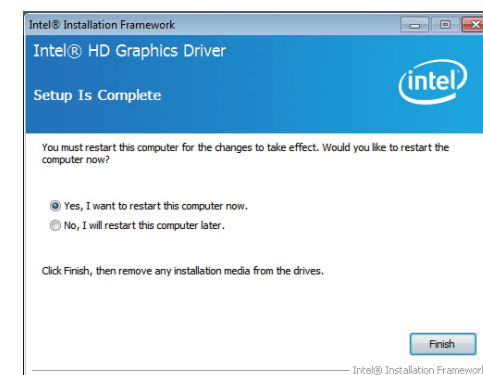 Intel® Installation Framework
Intel® HD Graphics Driver
intel®
Setup Is Complete
You must restart this computer for the changes to take effect. Would you like to restart the
computer now?
Yes, I want to restart this computer now.
No, I will restart this computer later.
Click Finish, then remove any installation media from the drives.
Finish
Intel® Installation Framework